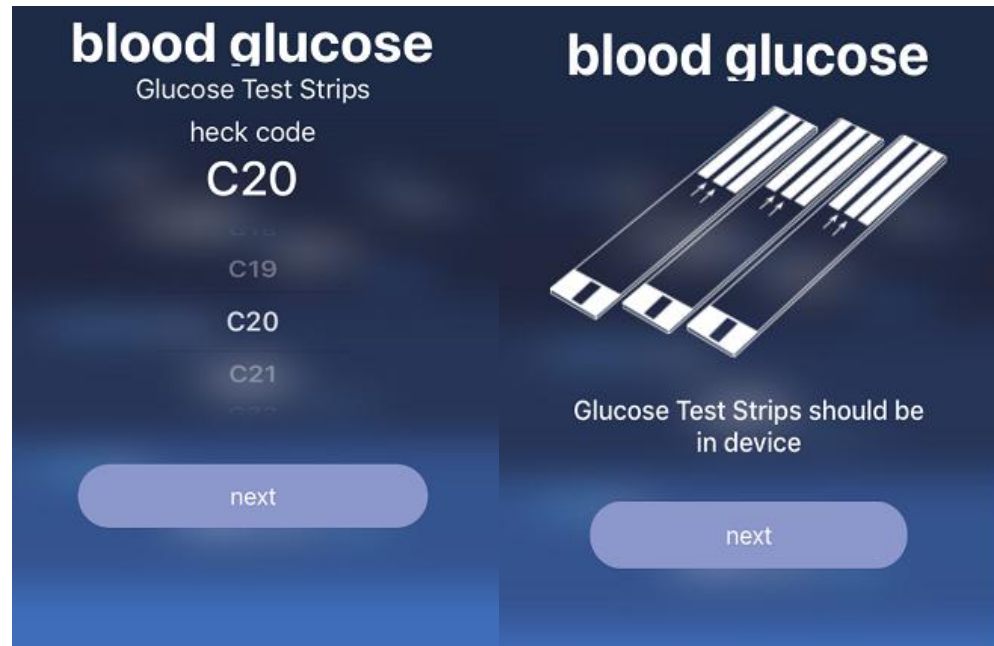 blood glucose
Glucose Test Strips
heck code
C20
C19
C20
C21
next
blood glucose
Glucose Test Strips should be
in device
next